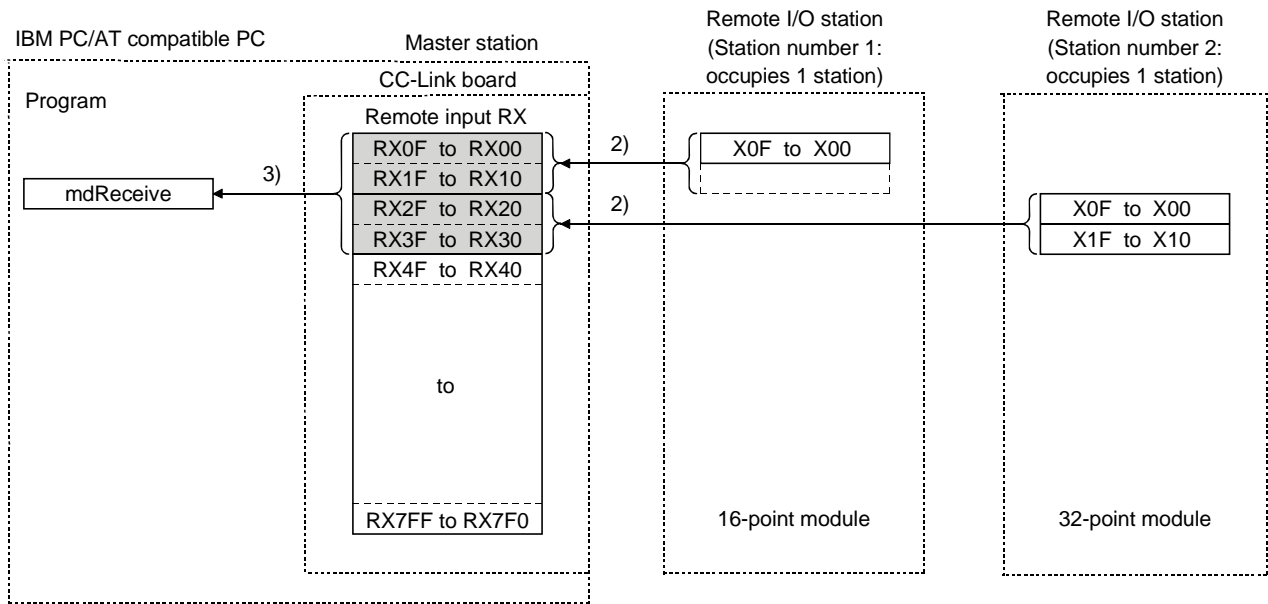 IBM PC/AT compatible PC
Program
mdReceive
3)
Master station
CC-Link board
Remote input RX
RX0F to RX00
RX1F to RX10
RX2F to RX20
RX3F to RX30
RX4F to RX40
to
RX7FF to RX7F0
2)
2)
Remote I/O station
(Station number 1:
occupies 1 station)
X0F to X00
16-point module
Remote I/O station
(Station number 2:
occupies 1 station)
X0F to X00
X1F to X10
32-point module